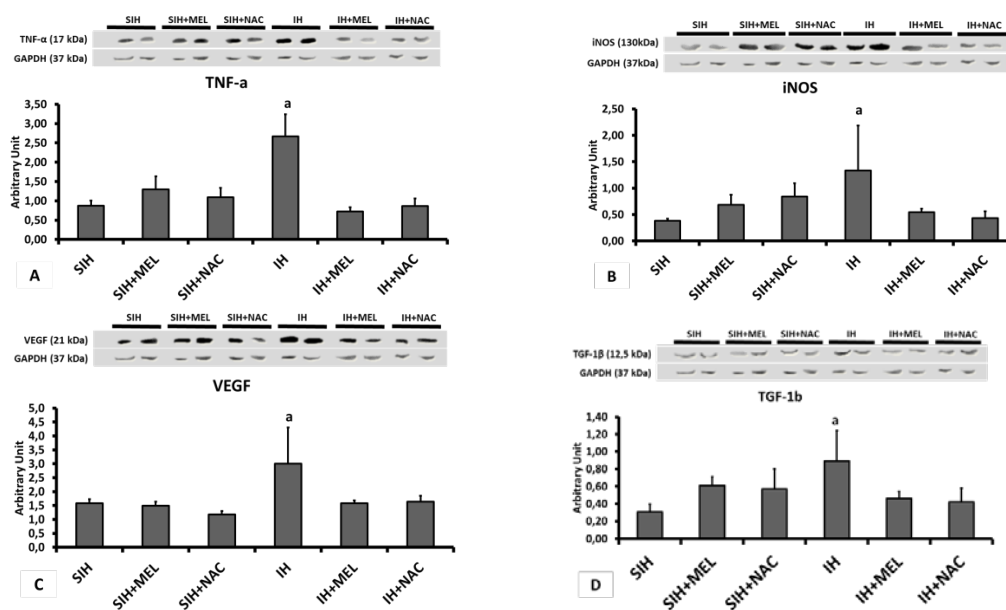 SIH SIH+MEL SIH+NAC IH IH+MEL IH+NAC
TNF-α (17 kDa)
GAPDH (37 kDa)
TNF-a
a
Arbitrary Unit
3,50
3,00
2,50
2,00
1,50
1,00
0,50
0,00
SIH SIH+MEL SIH+NAC IH IH+MEL IH+NAC
A
SIH SIH+MEL SIH+NAC IH IH+MEL IH+NAC
iNOS (130kDa)
GAPDH (37kDa)
iNOS
a
Arbitrary Unit
2,50
2,00
1,50
1,00
0,50
0,00
SIH SIH+MEL SIH+NAC IH IH+MEL IH+NAC
B
SIH SIH+MEL SIH+NAC IH IH+MEL IH+NAC
VEGF (21 kDa)
GAPDH (37 kDa)
VEGF
a
Arbitrary Unit
5,0
4,5
4,0
3,5
3,0
2,5
2,0
1,5
1,0
0,5
0,0
SIH SIH+MEL SIH+NAC IH IH+MEL IH+NAC
C
SIH SIH+MEL SIH+NAC IH IH+MEL IH+NAC
TGF-1β (12,5 kDa)
GAPDH (37 kDa)
TGF-1b
a
Arbitrary Unit
1,40
1,20
1,00
0,80
0,60
0,40
0,20
0,00
SIH SIH+MEL SIH+NAC IH IH+MEL IH+NAC
D